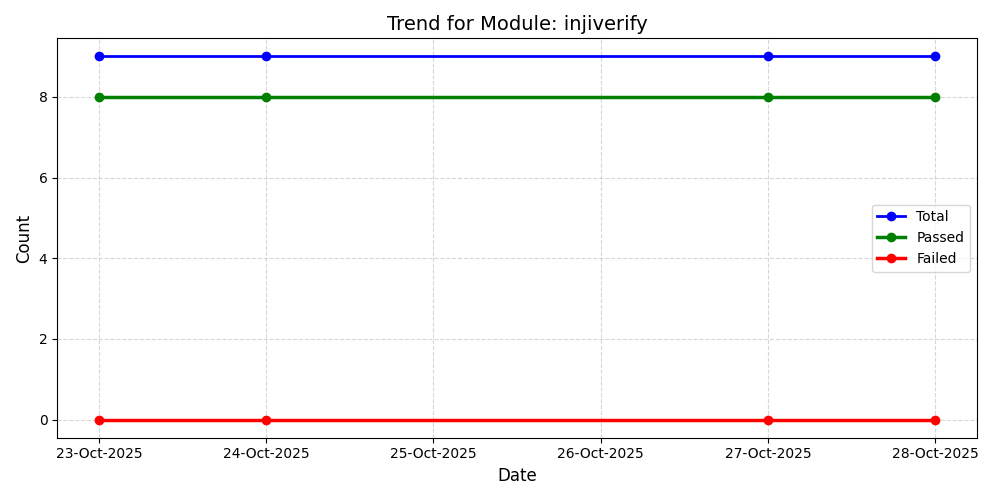 Trend for Module: injiverify
Count
8
6
4
2
0
Total
Passed
Failed
23-Oct-2025
24-Oct-2025
25-Oct-2025
26-Oct-2025
27-Oct-2025
28-Oct-2025
Date